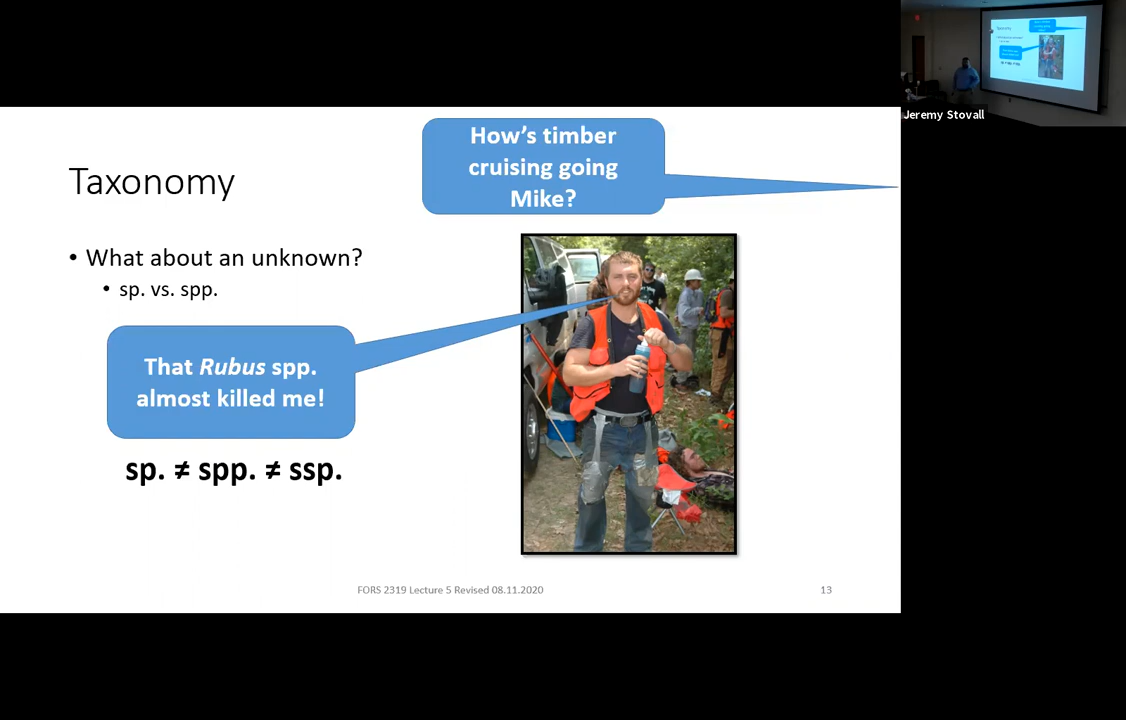 Taxonomy
How's timber
cruising going
Mike?
• What about an unknown?
• sp. vs. spp.
That Rubus spp.
almost killed me!
sp. ≠ spp. ≠ ssp.
FORS 2319 Lecture 5 Revised 08.11.2020
13
Jeremy Stovall